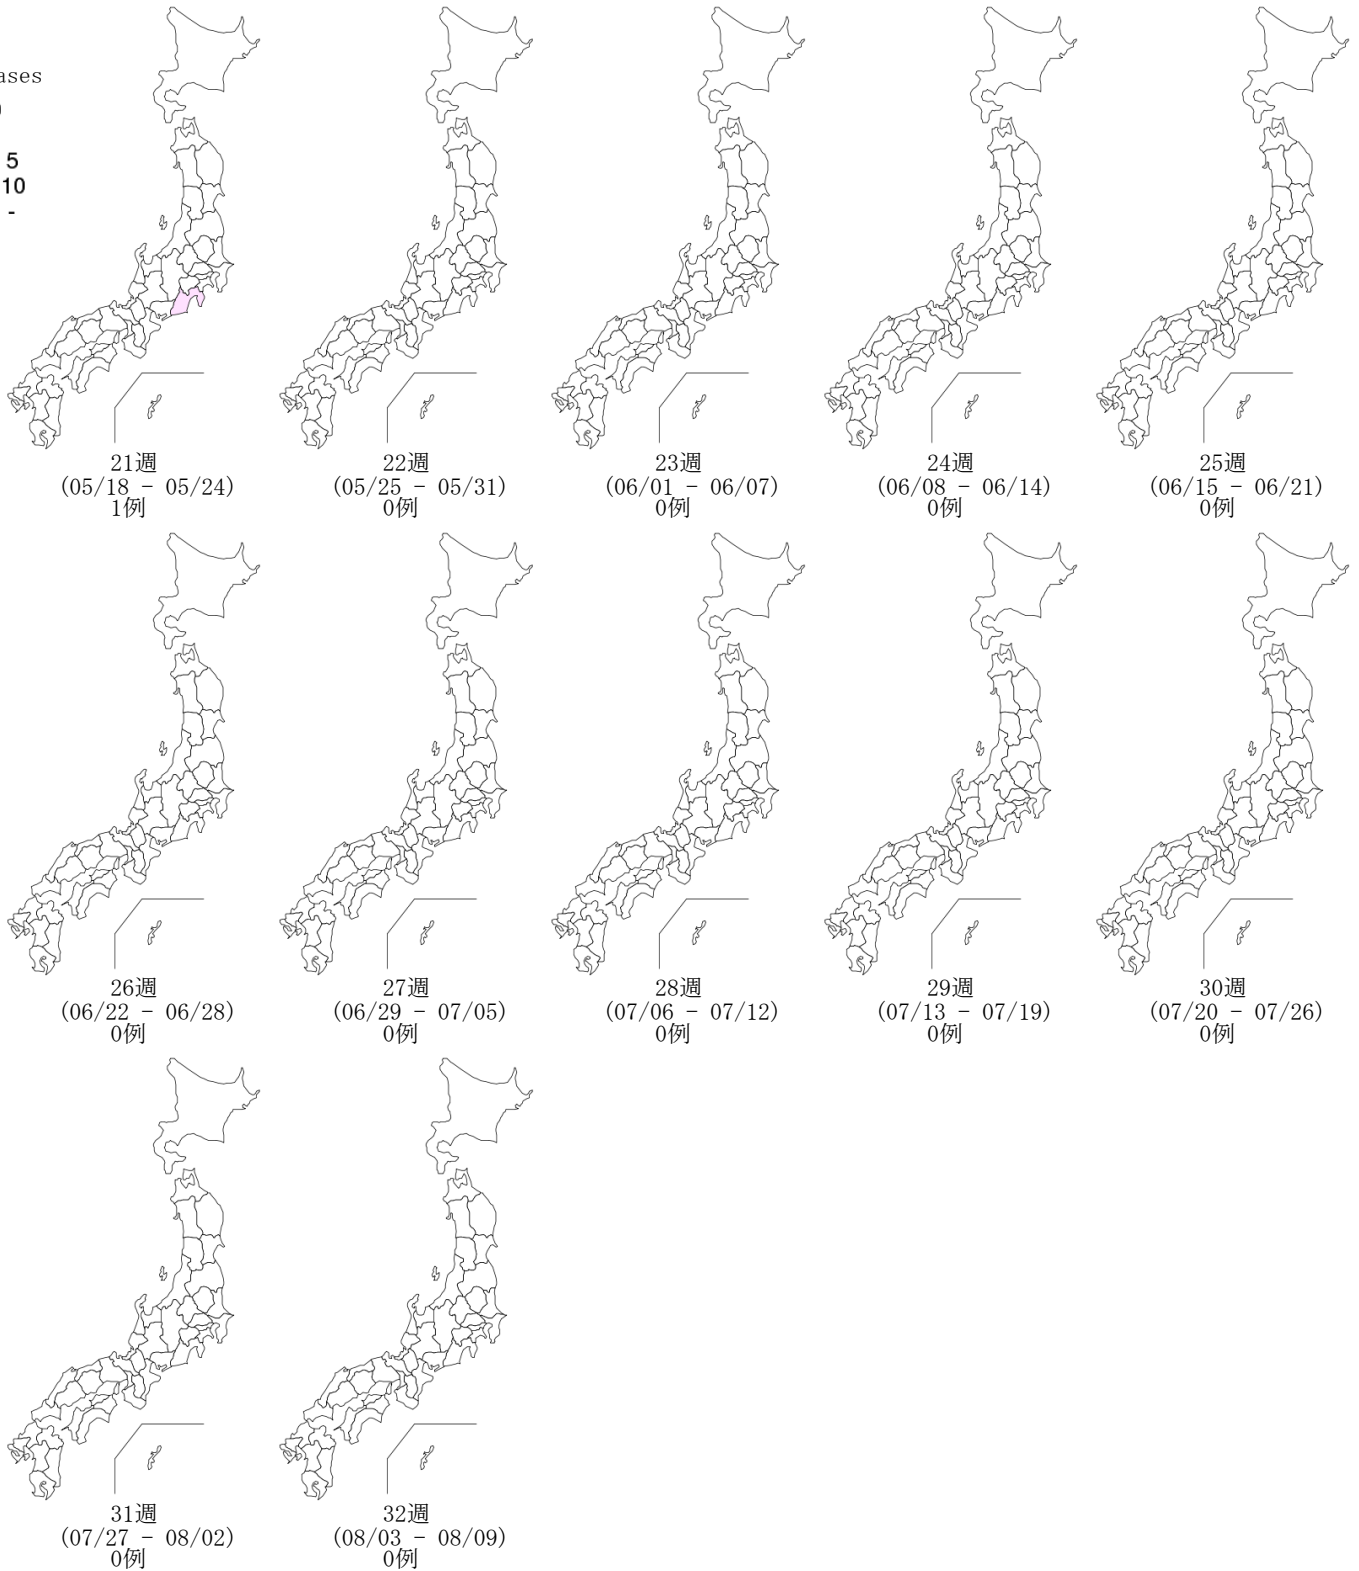 5
10
-
21週
(05/18 - 05/24)
1例
22週
(05/25 - 05/31)
0例
23週
(06/01 - 06/07)
0例
24週
(06/08 - 06/14)
0例
25週
(06/15 - 06/21)
0例
26週
(06/22 - 06/28)
0例
27週
(06/29 - 07/05)
0例
28週
(07/06 - 07/12)
0例
29週
(07/13 - 07/19)
0例
30週
(07/20 - 07/26)
0例
31週
(07/27 - 08/02)
0例
32週
(08/03 - 08/09)
0例